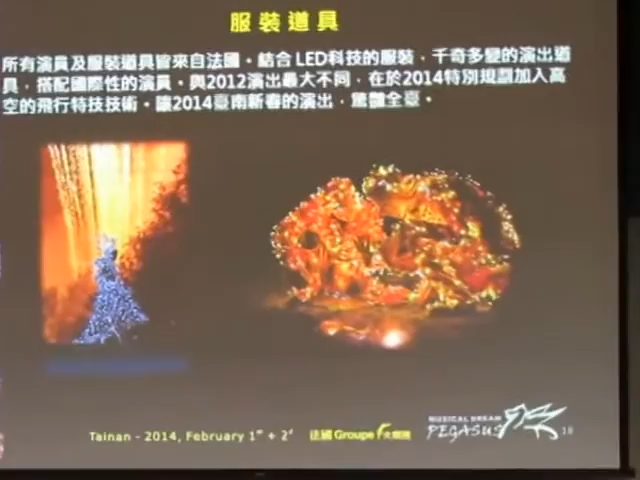 服裝道具
所有演員及服裝道具皆來自法國。結合 LED科技的服裝，千奇多變的演出道
具，搭配國際性的演員。與2012演出最大不同，在於2014特別規劃加入高
空的飛行特技技術。讓2014臺南新春的演出，驚豔全臺。
MUSICAL DREAM
PEGASUS
Tainan - 2014, February 1st + 2d
法國 Groupe F
18